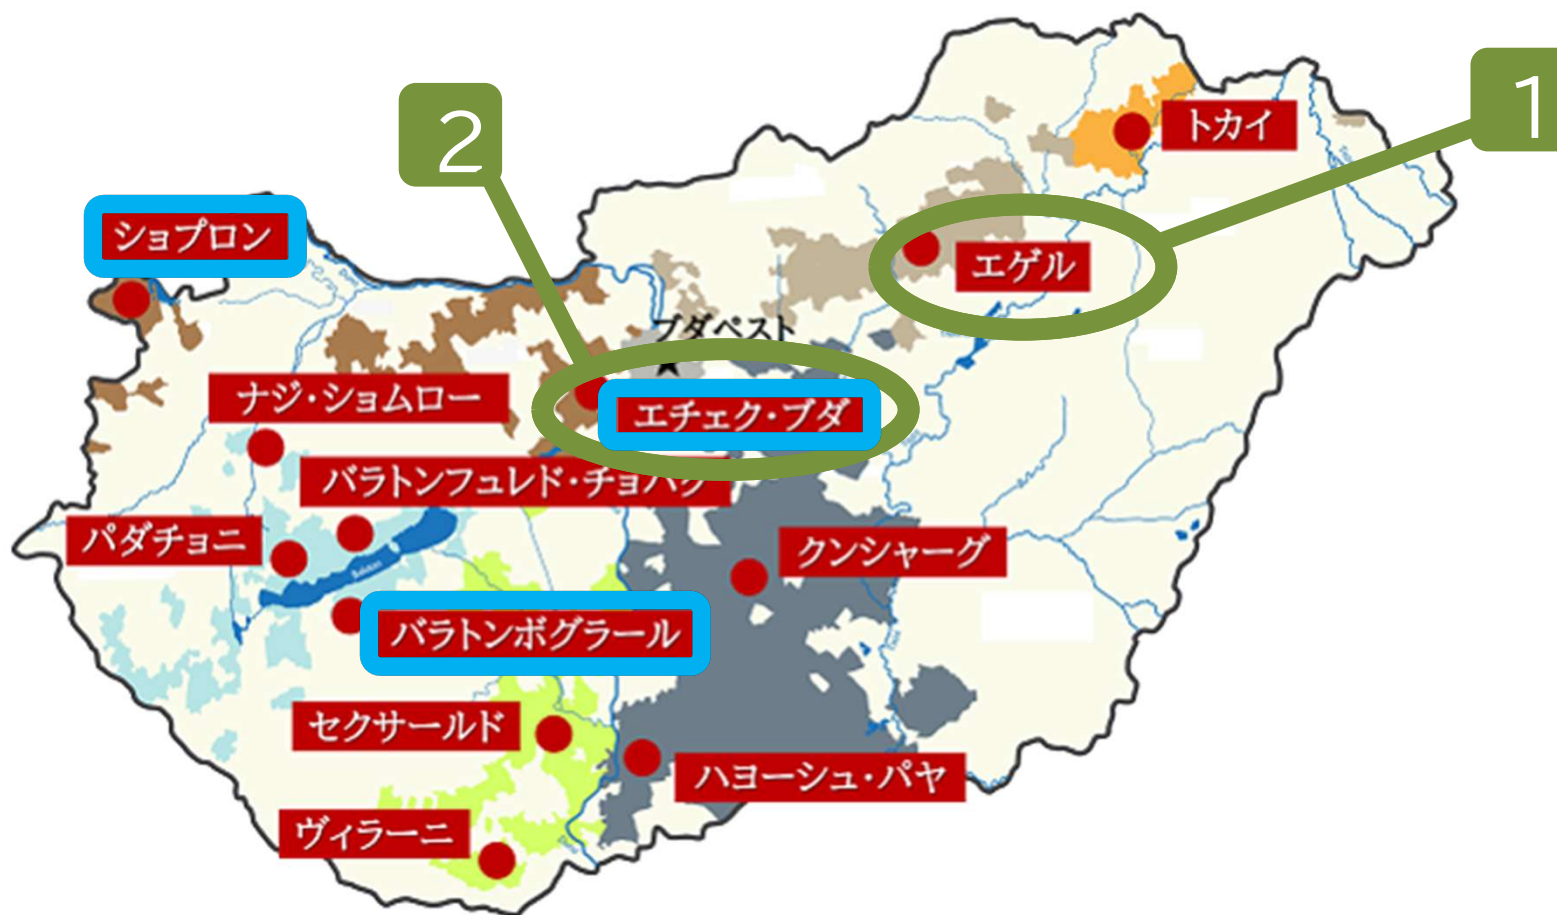 1
トカイ
2
ショプロン
エゲル
ブダペスト
ナジ・ショムロー
エチェク・ブダ
バラトンフュレド・チョパク
パダチョニ
クンシャーグ
Balaton
バラトンボグラール
セクサールド
ハヨーシュ・パヤ
ヴィラーニ